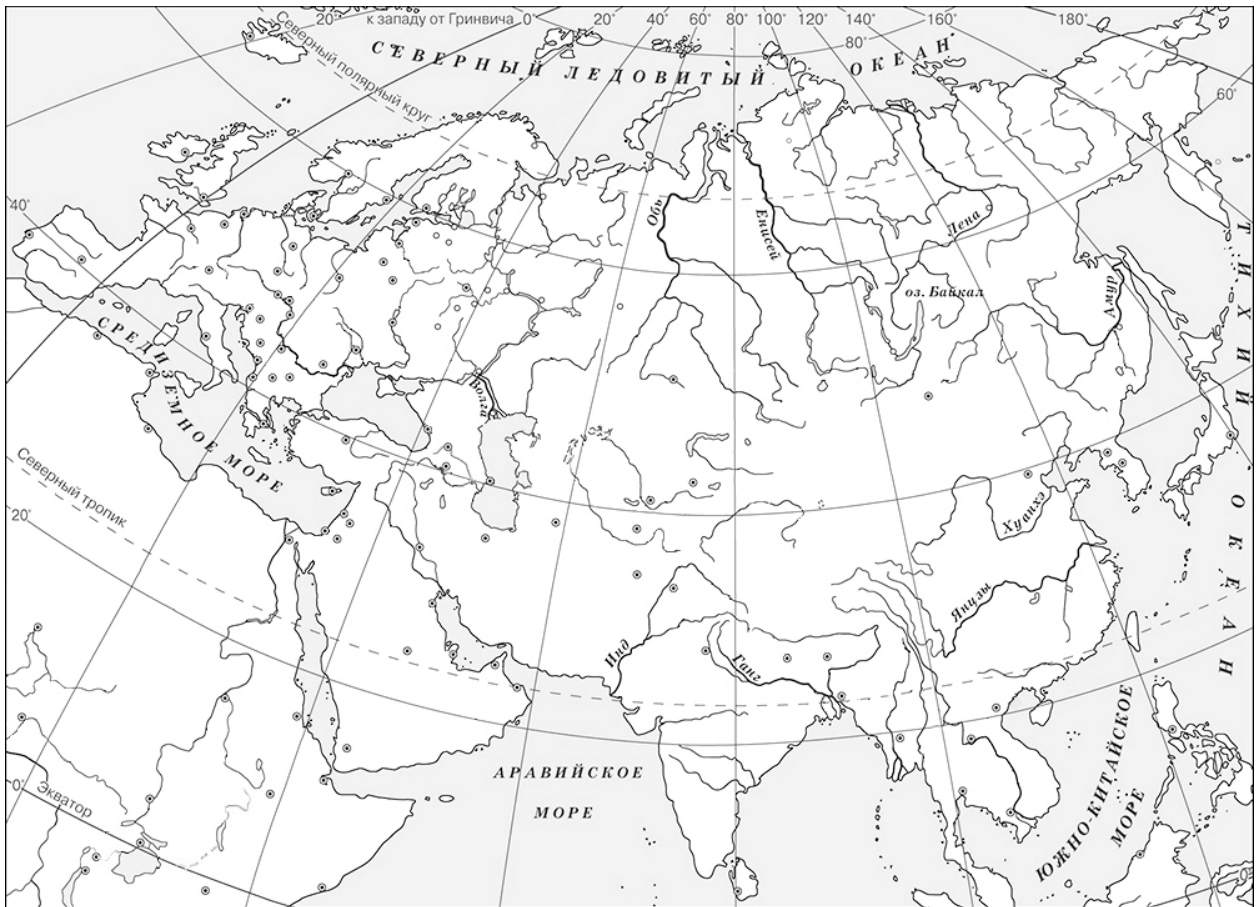 20°
к западу от Гринвича
0°
20°
40°
60°
80°
100°
120°
140°
160°
180°
80°
60°
СЕВЕРНЫЙ ЛЕДОВИТЫЙ ОКЕАН
Северный полярный круг
40°
Обь
Енисей
Лена
оз. Байкал
Амур
ТИХИЙ ОКЕАН
СРЕДИЗЕМНОЕ МОРЕ
Волга
Северный тропик
20°
Хуанхэ
Янцзы
Инд
Ганг
АРАВИЙСКОЕ
МОРЕ
ЮЖНО-КИТАЙСКОЕ
МОРЕ
0°
Экватор
0°